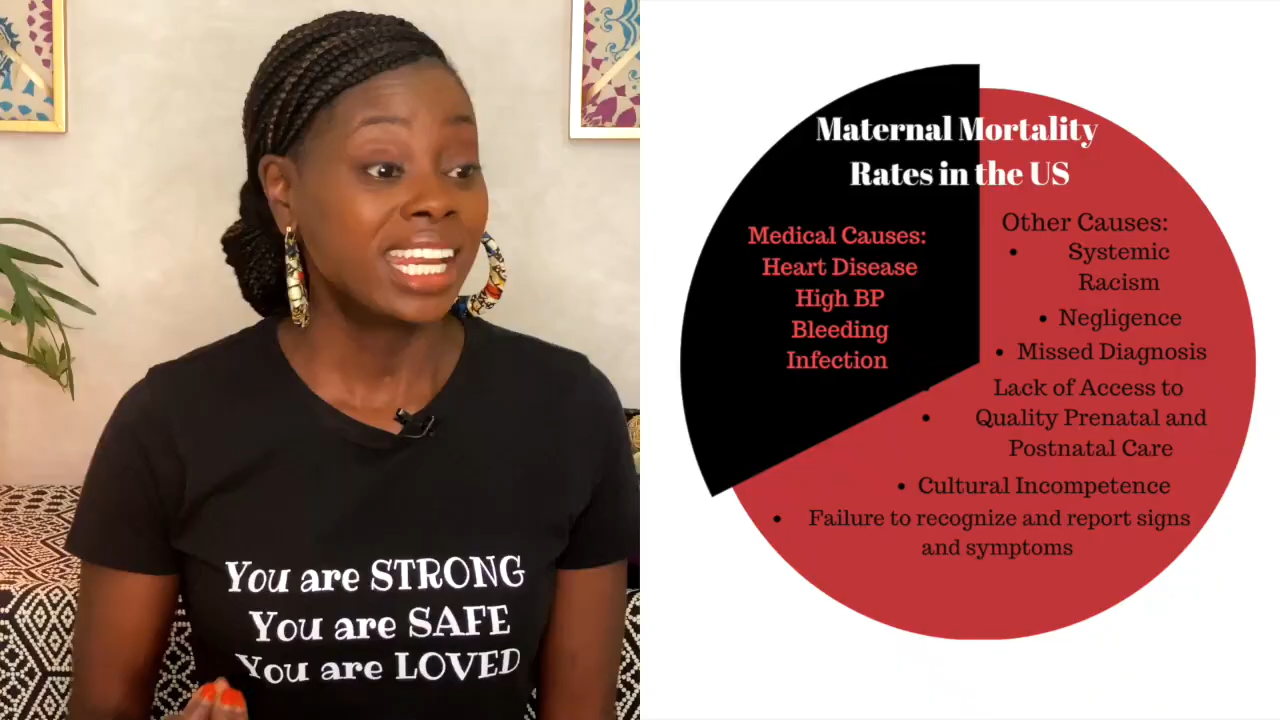 You are STRONG
You are SAFE
You are LOVED
Maternal Mortality
Rates in the US
Medical Causes:
Heart Disease
High BP
Bleeding
Infection
Other Causes:
• Systemic
Racism
• Negligence
• Missed Diagnosis
Lack of Access to
• Quality Prenatal and
Postnatal Care
• Cultural Incompetence
• Failure to recognize and report signs
and symptoms